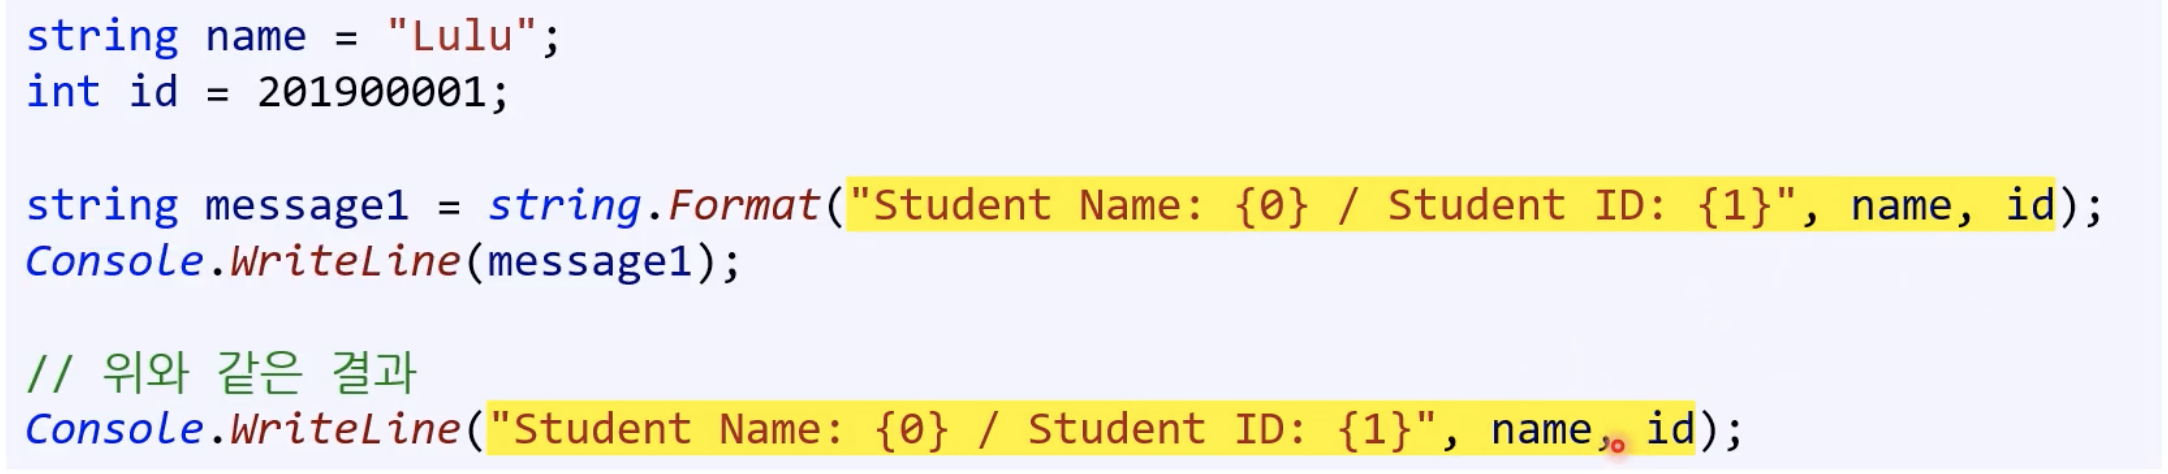 string name = "Lulu";
int id = 201900001;
string message1 = string.Format("Student Name: {0} / Student ID: {1}", name, id);
Console.WriteLine(message1);
// 위와 같은 결과
Console.WriteLine("Student Name: {0} / Student ID: {1}", name, id);